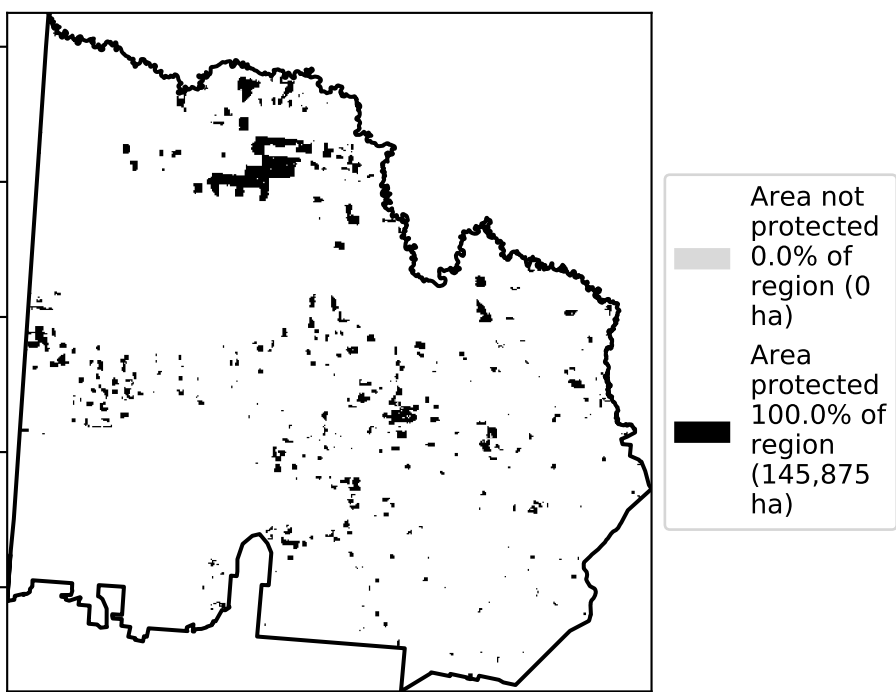 Area not
protected
0.0% of
region (0
ha)
Area
protected
100.0% of
region
(145,875
ha)